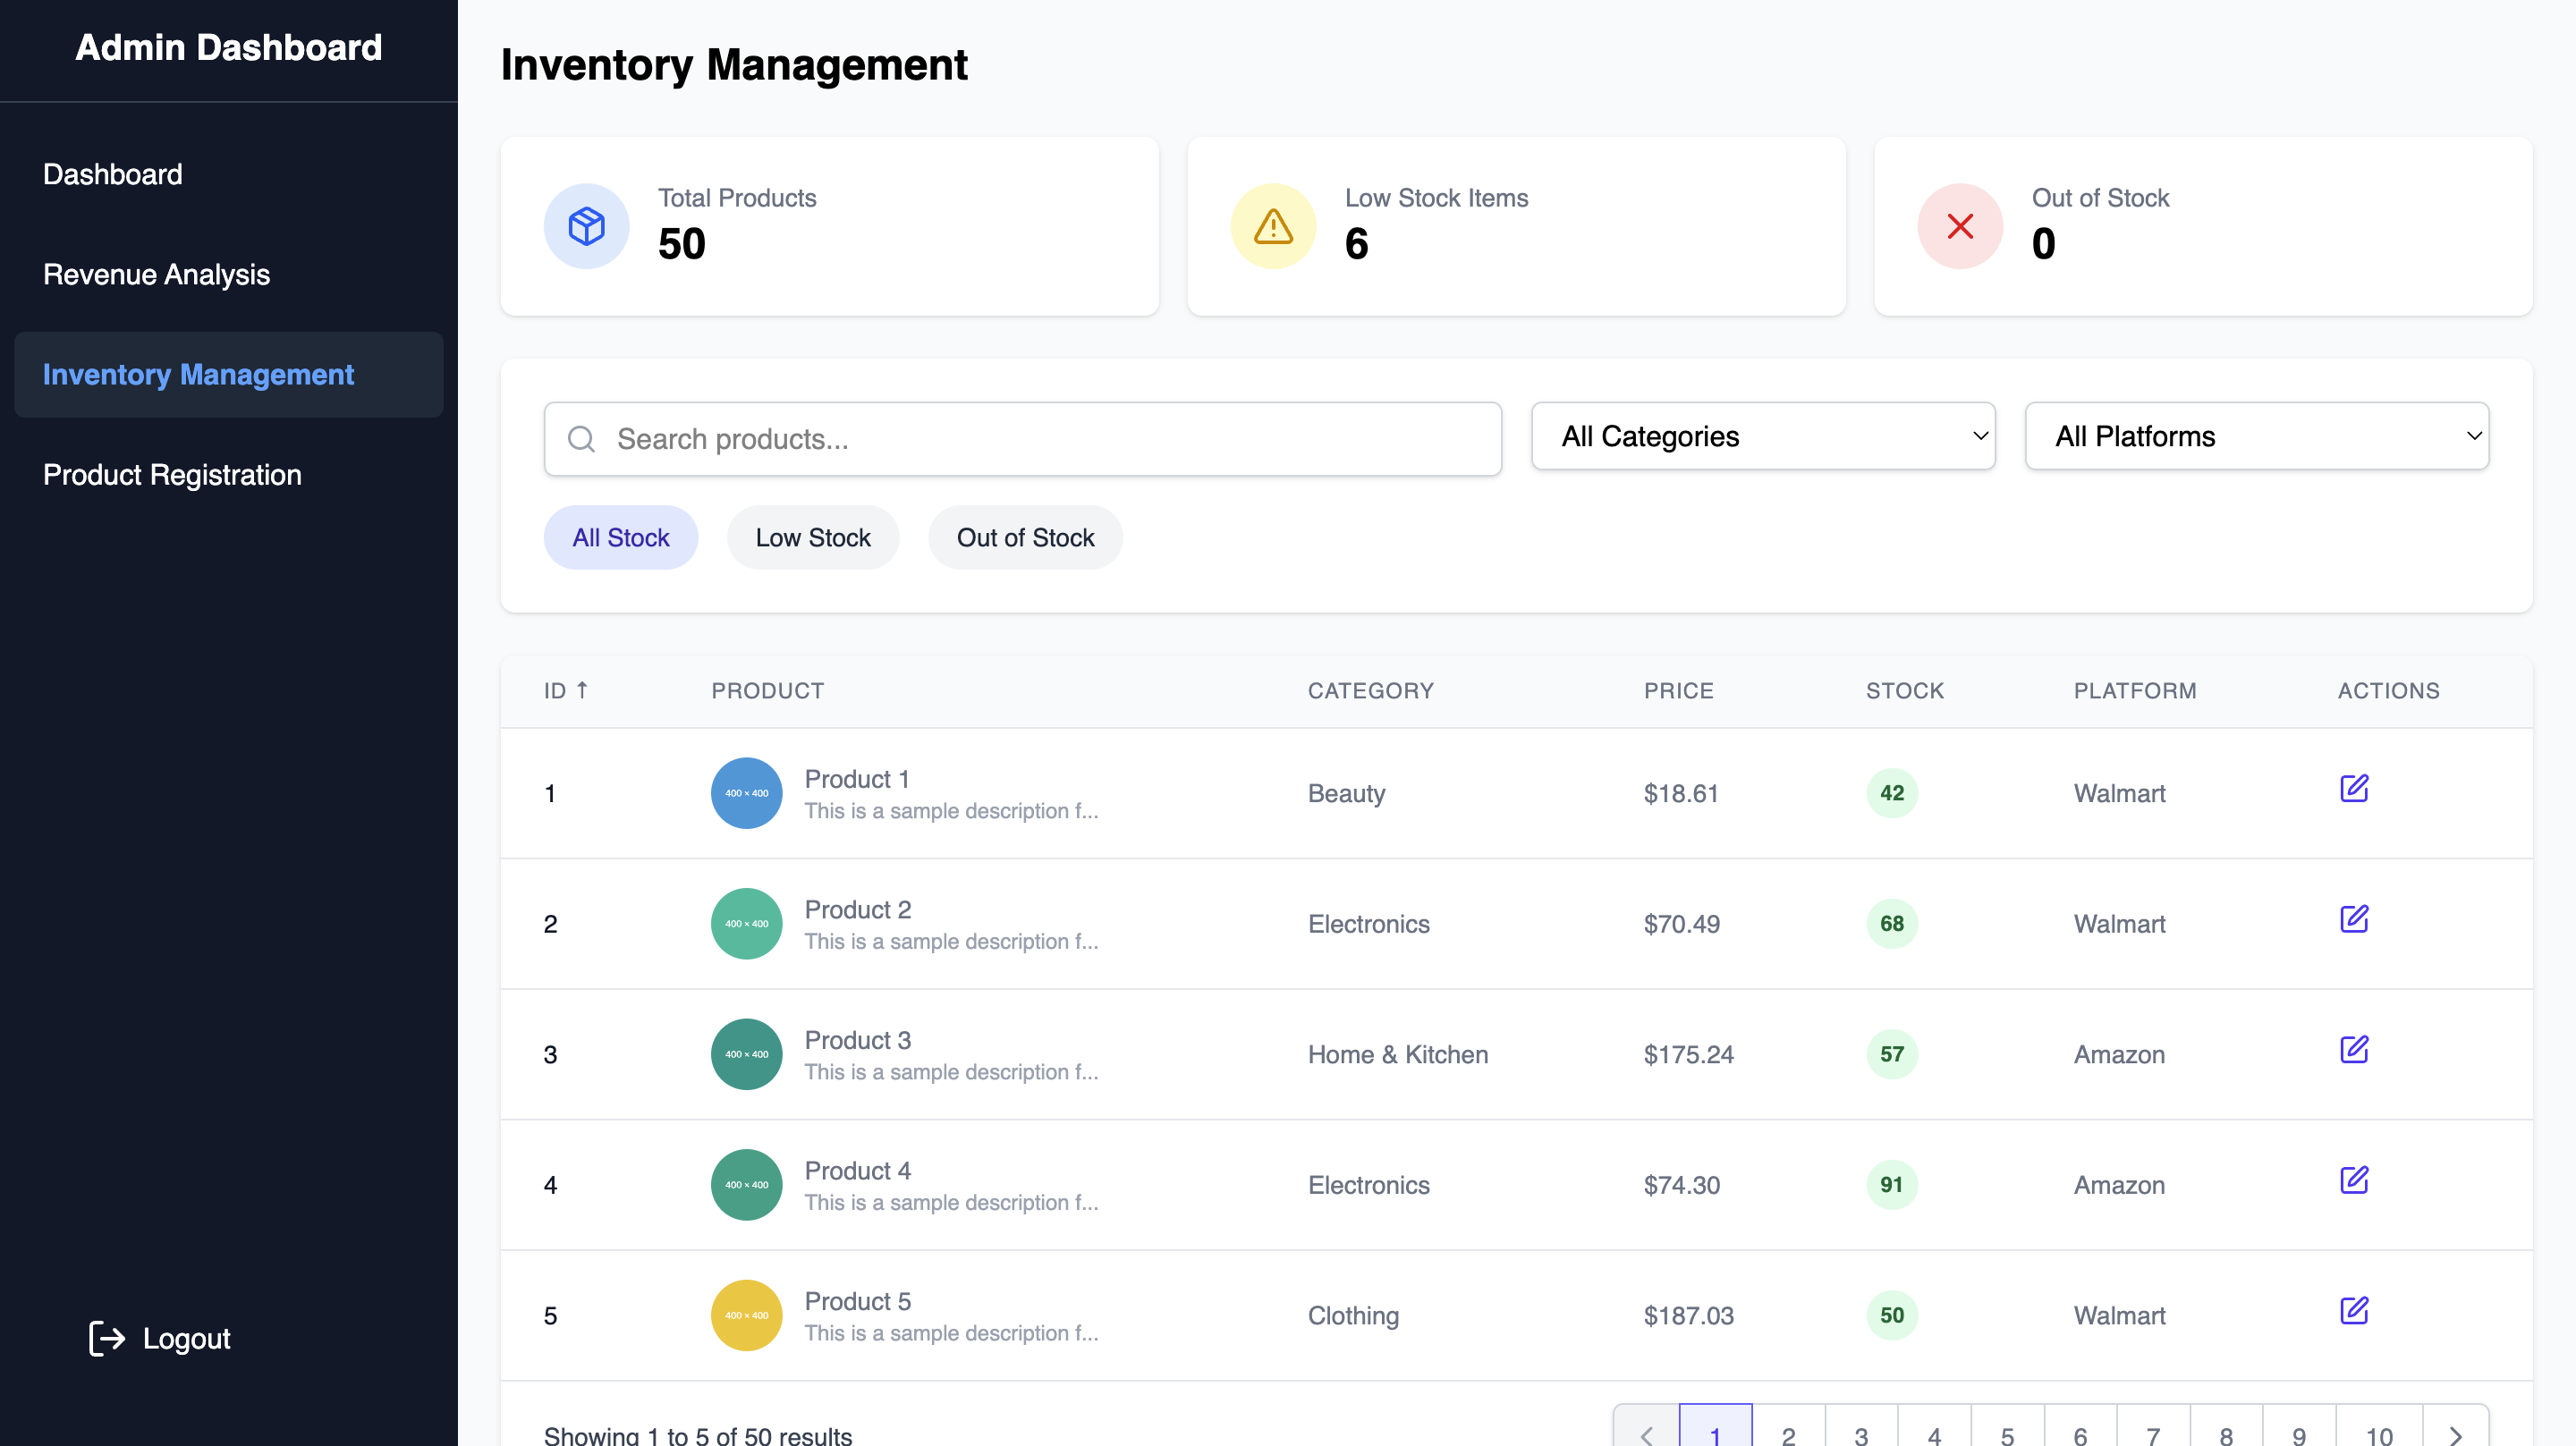 Admin Dashboard
Dashboard
Revenue Analysis
Inventory Management
Product Registration
Logout
Inventory Management
Total Products
50
Low Stock Items
6
Out of Stock
0
Search products...
All Categories
All Platforms
All Stock
Low Stock
Out of Stock
ID ↑ PRODUCT CATEGORY PRICE STOCK PLATFORM ACTIONS
1 400 × 400 Product 1 Beauty $18.61 42 Walmart
This is a sample description f...
2 400 × 400 Product 2 Electronics $70.49 68 Walmart
This is a sample description f...
3 400 × 400 Product 3 Home & Kitchen $175.24 57 Amazon
This is a sample description f...
4 400 × 400 Product 4 Electronics $74.30 91 Amazon
This is a sample description f...
5 400 × 400 Product 5 Clothing $187.03 50 Walmart
This is a sample description f...
Showing 1 to 5 of 50 results
1 2 3 4 5 6 7 8 9 10